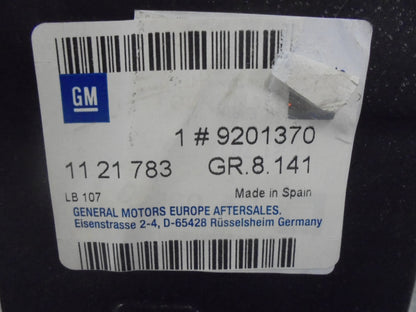 GM
1 # 9201370
11 21 783 GR.8.141
LB 107 Made in Spain
GENERAL MOTORS EUROPE AFTERSALES.
Eisenstrasse 2-4, D-65428 Rüsselsheim Germany